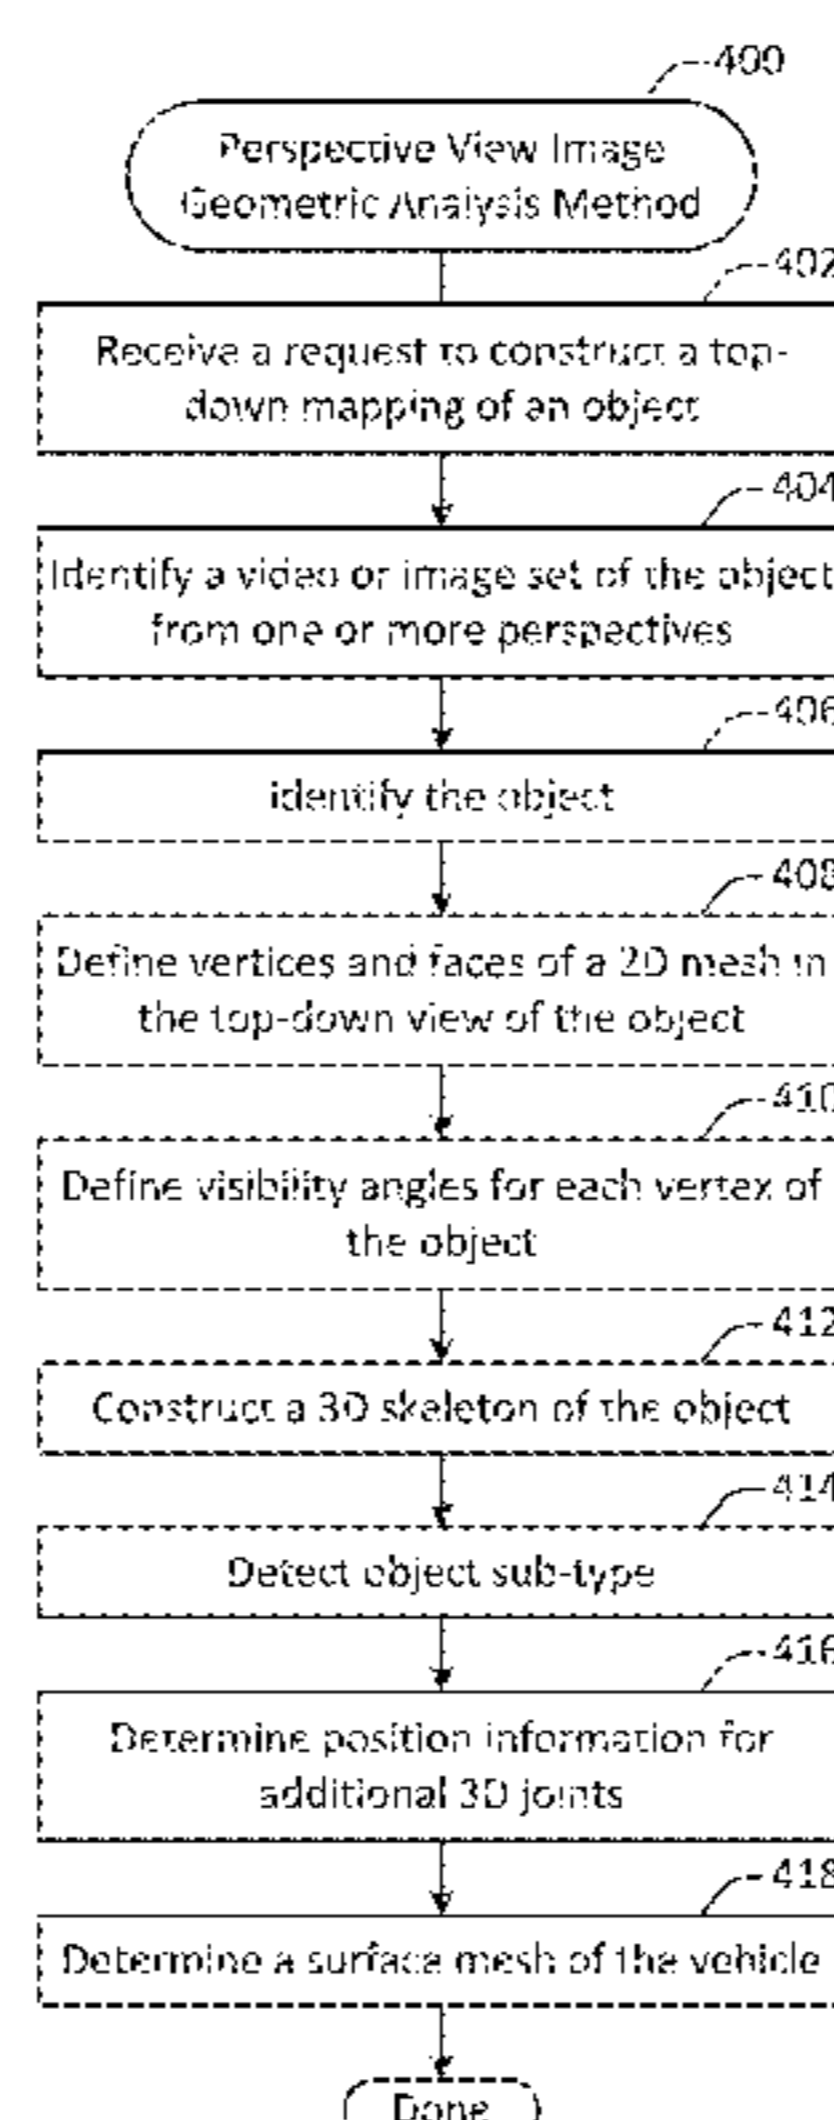 400
Perspective View Image
Geometric Analysis Method
402
Receive a request to construct a top-
down mapping of an object
404
Identify a video or image set of the object
from one or more perspectives
406
identify the object
408
Define vertices and faces of a 2D mesh in
the top-down view of the object
410
Define visibility angles for each vertex of
the object
412
Construct a 3D skeleton of the object
414
Detect object sub-type
416
Determine position information for
additional 3D joints
418
Determine a surface mesh of the vehicle
Done